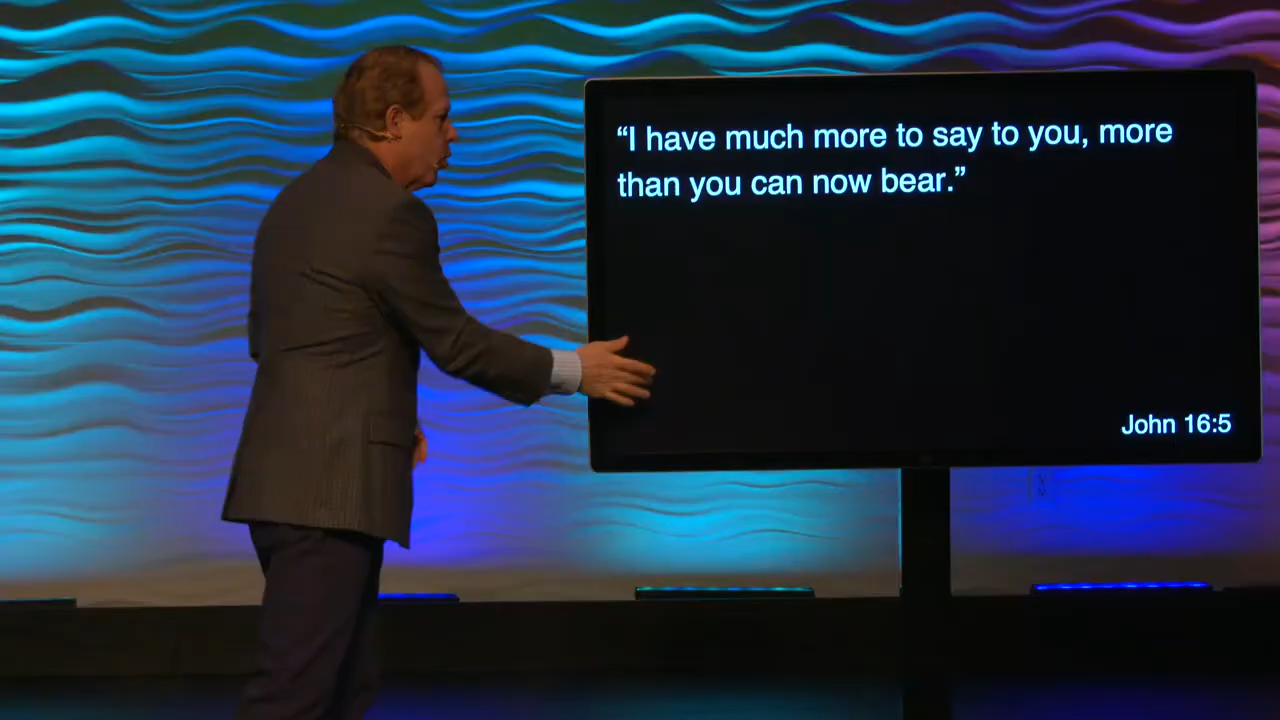 “I have much more to say to you, more
than you can now bear.”
John 16:5